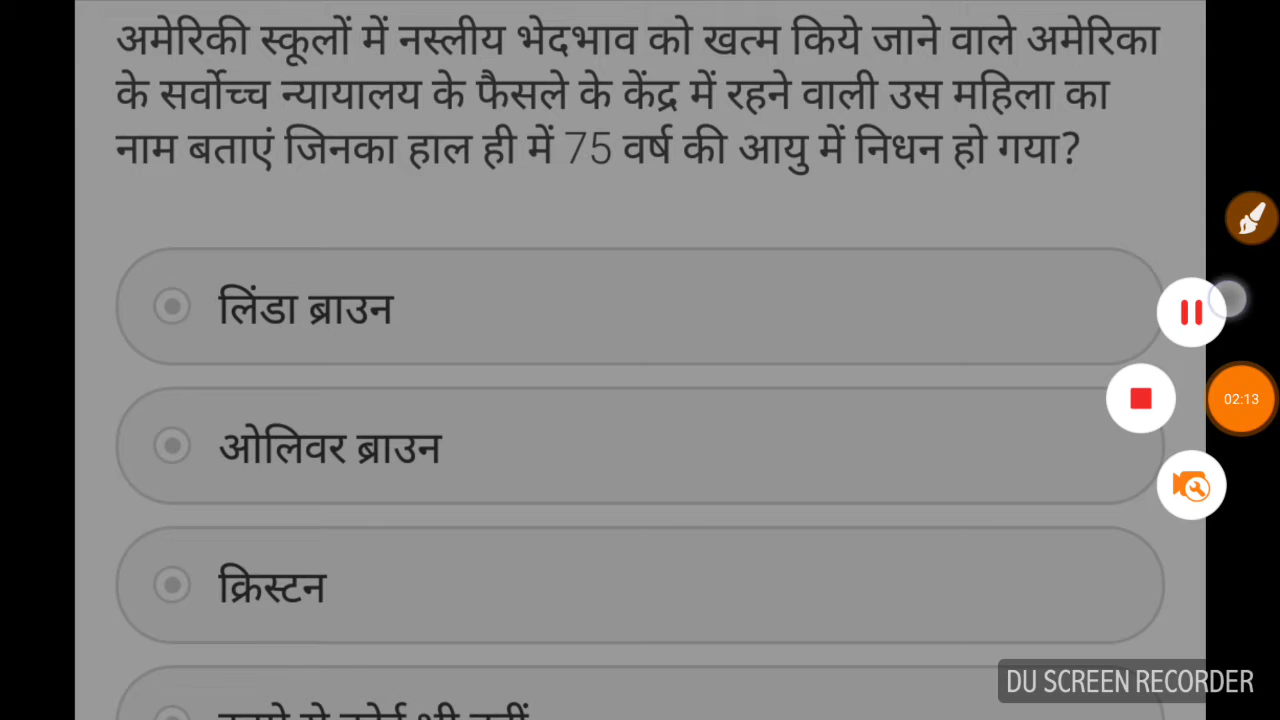 अमेरिकी स्कूलों में नस्लीय भेदभाव को खत्म किये जाने वाले अमेरिका
के सर्वोच्च न्यायालय के फैसले के केंद्र में रहने वाली उस महिला का
नाम बताएं जिनका हाल ही में 75 वर्ष की आयु में निधन हो गया?
लिंडा ब्राउन
ओलिवर ब्राउन
02:13
क्रिस्टन
DU SCREEN RECORDER